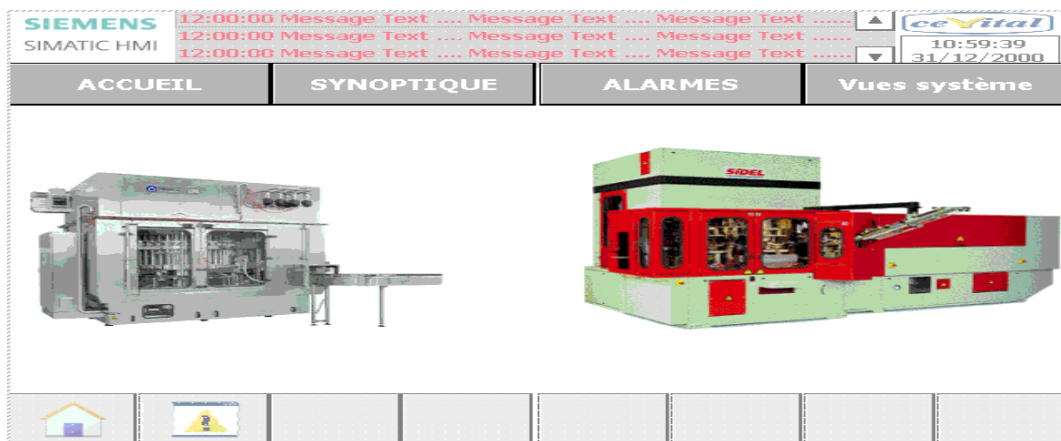 SIEMENS
SIMATIC HMI
12:00:00 Message Text .... Message Text .... Message Text ......
12:00:00 Message Text .... Message Text .... Message Text ......
12:00:00 Message Text .... Message Text .... Message Text ......
cevital
10:59:39
31/12/2000
ACCUEIL
SYNOPTIQUE
ALARMES
Vues système
SIDEL